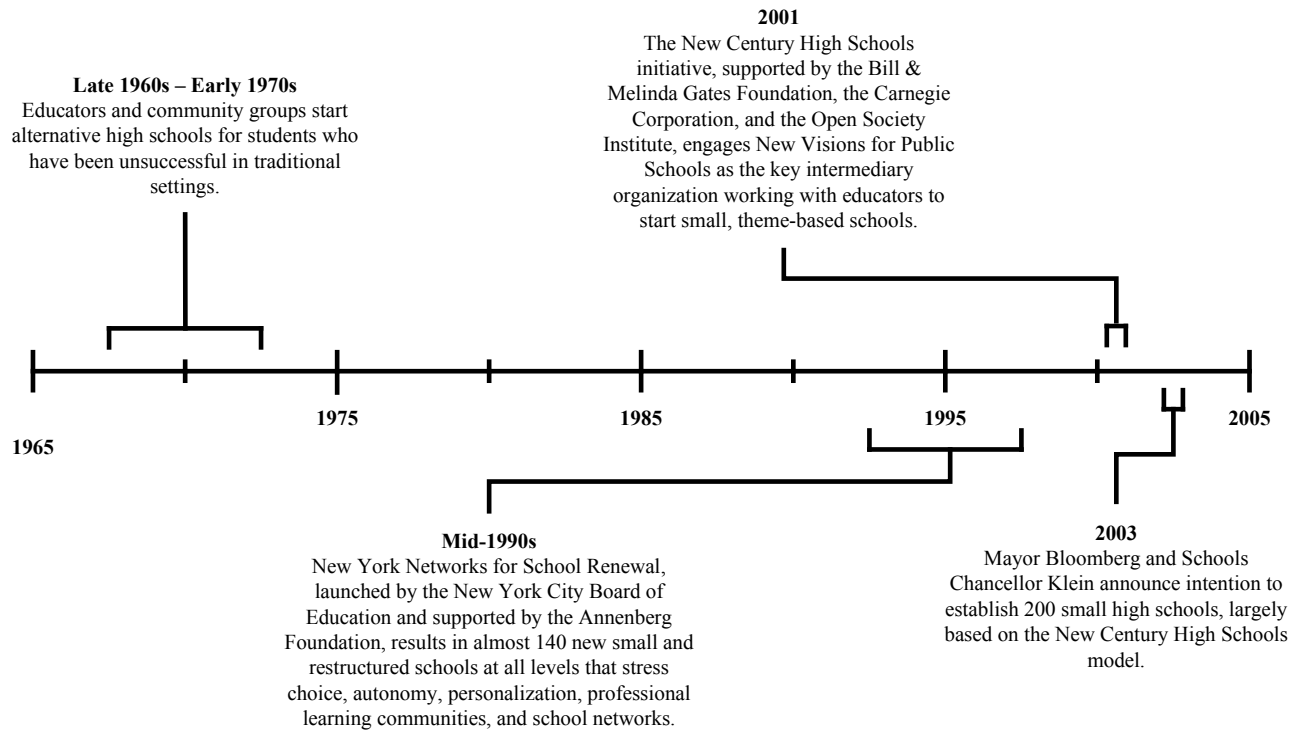 Late 1960s – Early 1970s
Educators and community groups start
alternative high schools for students who
have been unsuccessful in traditional
settings.
2001
The New Century High Schools
initiative, supported by the Bill &
Melinda Gates Foundation, the Carnegie
Corporation, and the Open Society
Institute, engages New Visions for Public
Schools as the key intermediary
organization working with educators to
start small, theme-based schools.
1965
1975
1985
1995
2005
Mid-1990s
New York Networks for School Renewal,
launched by the New York City Board of
Education and supported by the Annenberg
Foundation, results in almost 140 new small and
restructured schools at all levels that stress
choice, autonomy, personalization, professional
learning communities, and school networks.
2003
Mayor Bloomberg and Schools
Chancellor Klein announce intention to
establish 200 small high schools, largely
based on the New Century High Schools
model.